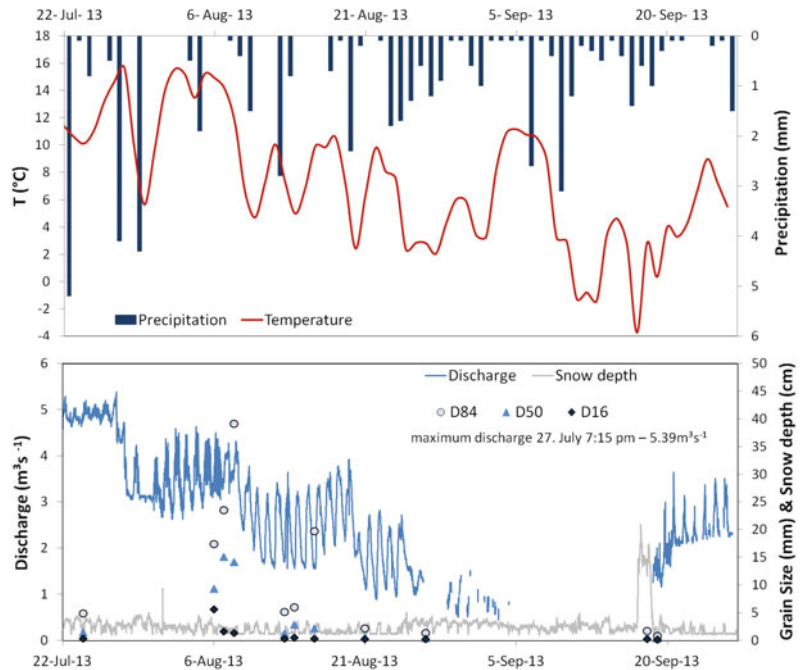 22-Jul- 13 6-Aug- 13 21-Aug- 13 5-Sep- 13 20-Sep- 13
18 0
16
14 1
12
10 2
8
6 3
4
2 4
0
-2 5
-4 6
T (°C)
Precipitation (mm)
Precipitation Temperature
6 50
45
5 40
35
4 30
3 25
20
2 15
1 10
5
0 0
Discharge (m³s ⁻¹)
Grain Size (mm) & Snow depth (cm)
Discharge Snow depth
D84 D50 D16
maximum discharge 27. July 7:15 pm – 5.39m³s⁻¹
22-Jul-13 6-Aug-13 21-Aug-13 5-Sep-13 20-Sep-13